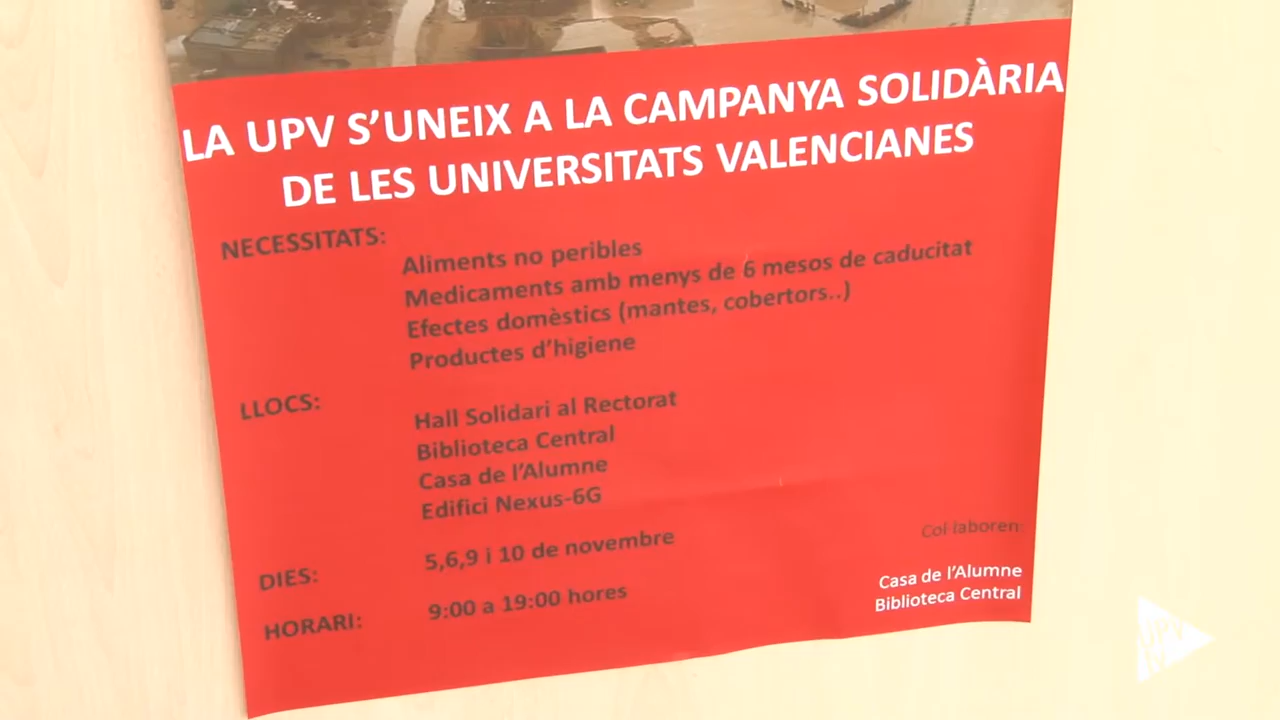 LA UPV S'UNEIX A LA CAMPANYA SOLIDÀRIA
DE LES UNIVERSITATS VALENCIANES
NECESSITATS:
Aliments no peribles
Medicaments amb menys de 6 mesos de caducitat
Efectes domèstics (mantes, cobertors..)
Productes d'higiene
LLOCS:
Hall Solidari al Rectorat
Biblioteca Central
Casa de l'Alumne
Edifici Nexus-6G
DIES: 5,6,9 i 10 de novembre
HORARI: 9:00 a 19:00 hores
Col·laboren:
Casa de l'Alumne
Biblioteca Central